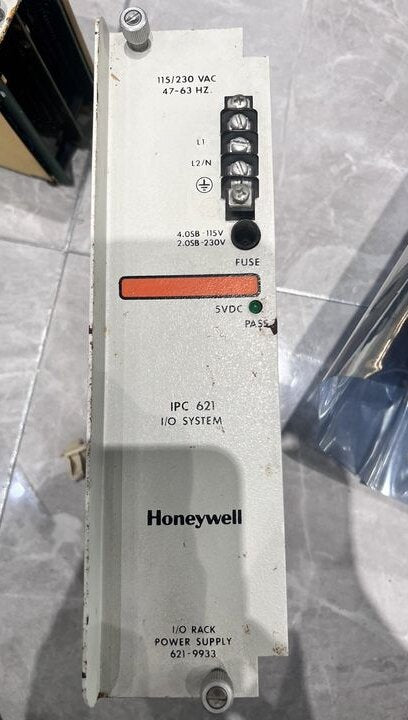 115/230 VAC
47-63 HZ.
L1
L2/N
4.0SB-115V
2.0SB-230V
FUSE
5VDC
PASS
IPC 621
I/O SYSTEM
Honeywell
I/O RACK
POWER SUPPLY
621-9933